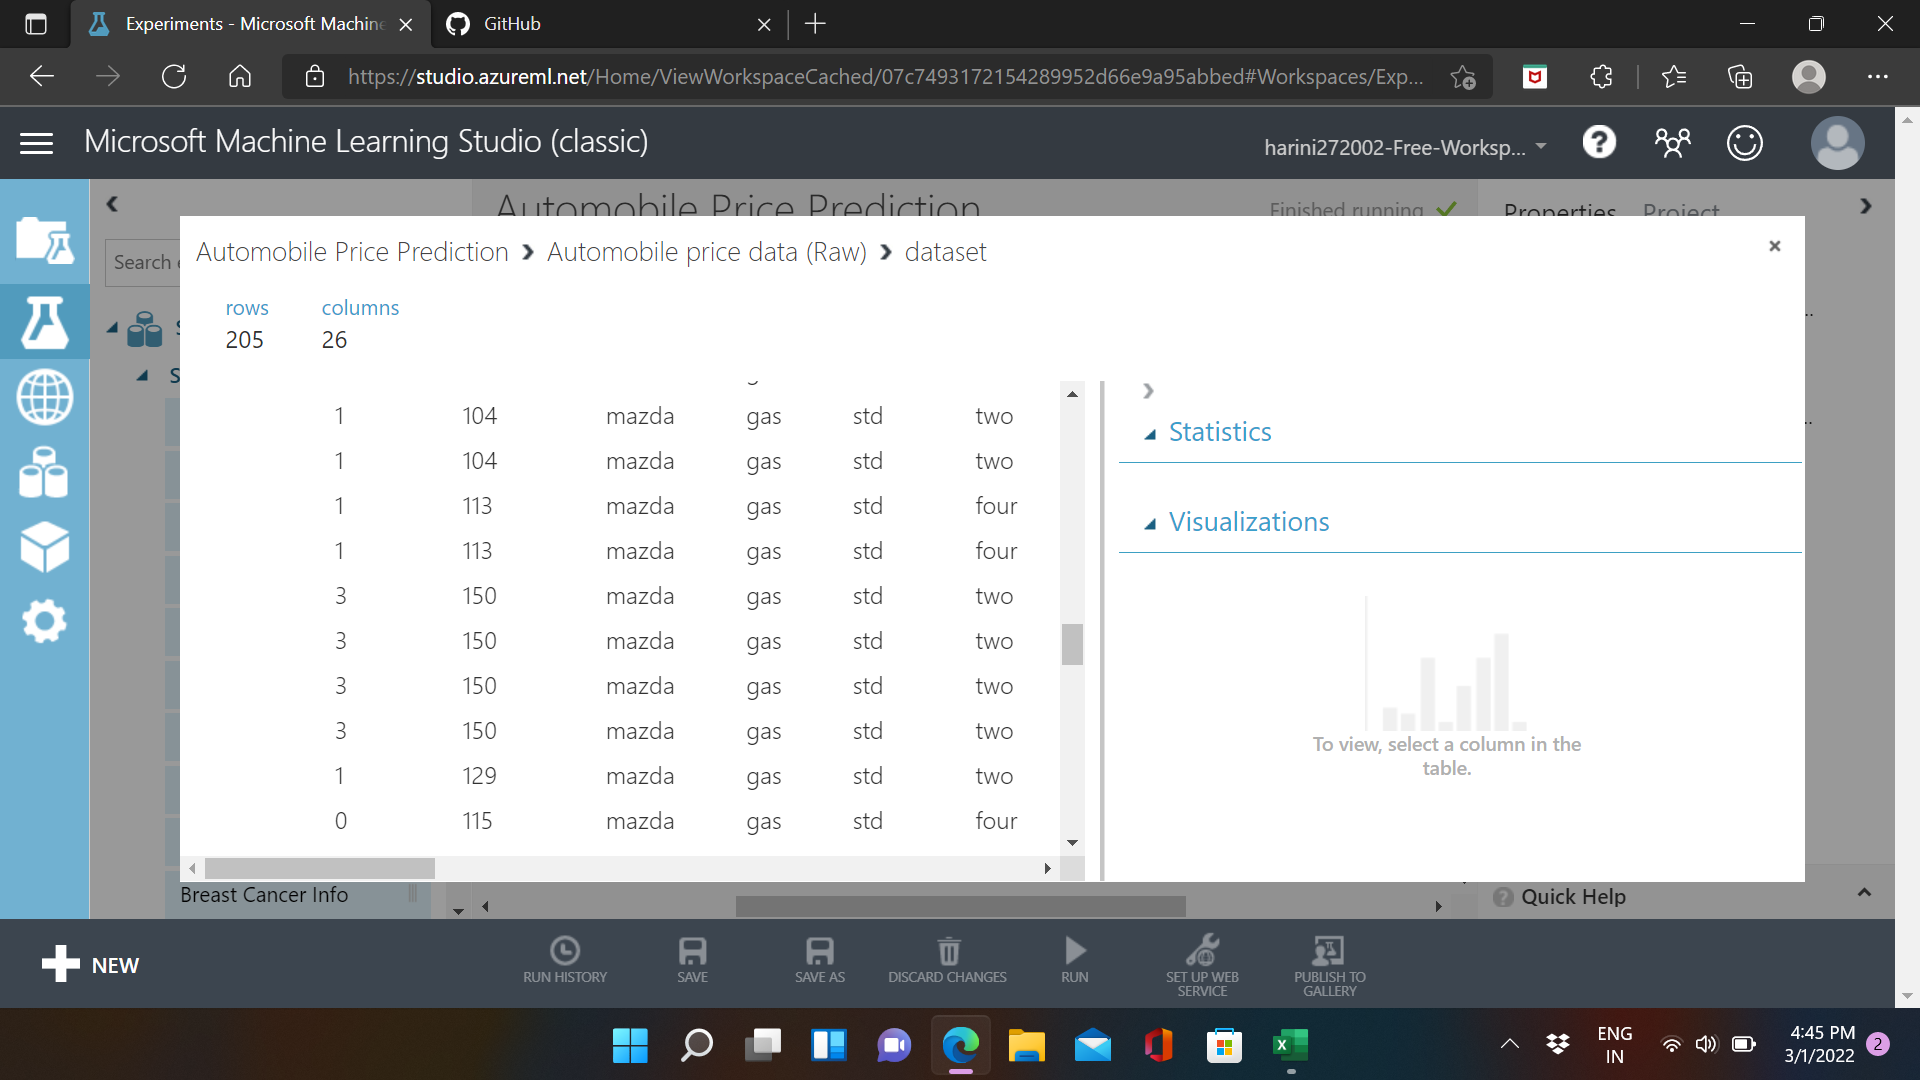 Experiments - Microsoft Machine
GitHub
https://studio.azureml.net/Home/ViewWorkspaceCached/07c7493172154289952d66e9a95abbed#Workspaces/Exp...
Microsoft Machine Learning Studio (classic)
harini272002-Free-Worksp...
Automobile Price Prediction
Finished running
Properties Project
Search
Automobile Price Prediction > Automobile price data (Raw) > dataset
rows columns
205 26
1 104 mazda gas std two
1 104 mazda gas std two
1 113 mazda gas std four
1 113 mazda gas std four
3 150 mazda gas std two
3 150 mazda gas std two
3 150 mazda gas std two
3 150 mazda gas std two
1 129 mazda gas std two
0 115 mazda gas std four
Statistics
Visualizations
To view, select a column in the
table.
Breast Cancer Info
Quick Help
NEW
RUN HISTORY
SAVE
SAVE AS
DISCARD CHANGES
RUN
SET UP WEB
SERVICE
PUBLISH TO
GALLERY
ENG
IN
4:45 PM
3/1/2022
2